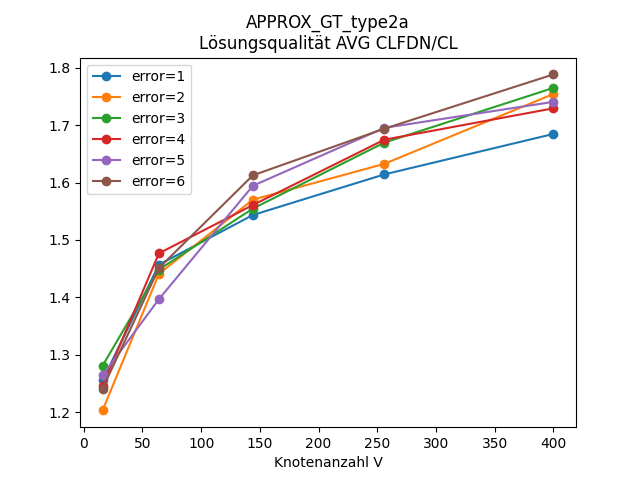 APPROX_GT_type2a
Lösungsqualität AVG CLFDN/CL
error=1
error=2
error=3
error=4
error=5
error=6
1.8
1.7
1.6
1.5
1.4
1.3
1.2
0 50 100 150 200 250 300 350 400
Knotenanzahl V